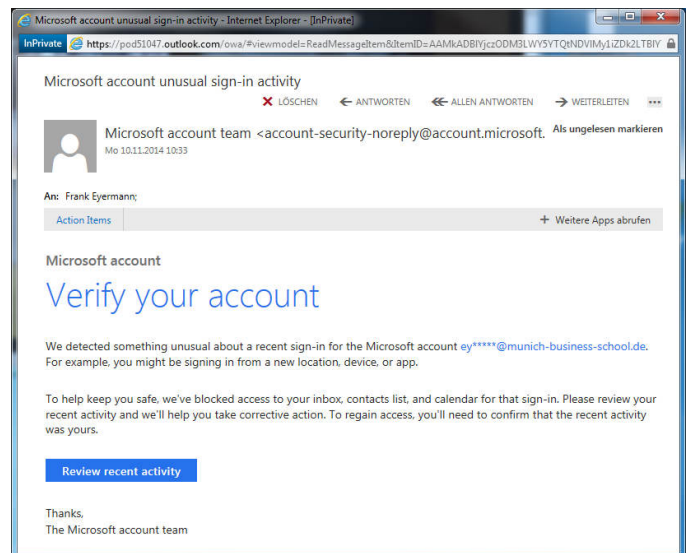 Microsoft account unusual sign-in activity - Internet Explorer - [InPrivate]
InPrivate https://pod51047.outlook.com/owa/#viewmodel=ReadMessageItem&ItemID=AAMkADBlYjczODM3LWY5YTQtNDVlMy1iZDk2LTBlY
Microsoft account unusual sign-in activity
LÖSCHEN ANTWORTEN ALLEN ANTWORTEN WEITERLEITEN •••
Microsoft account team <account-security-noreply@account.microsoft. Als ungelesen markieren
Mo 10.11.2014 10:33
An: Frank Eyermann;
Action Items + Weitere Apps abrufen
Microsoft account
Verify your account
We detected something unusual about a recent sign-in for the Microsoft account ey*****@munich-business-school.de.
For example, you might be signing in from a new location, device, or app.
To help keep you safe, we've blocked access to your inbox, contacts list, and calendar for that sign-in. Please review your
recent activity and we'll help you take corrective action. To regain access, you'll need to confirm that the recent activity
was yours.
Review recent activity
Thanks,
The Microsoft account team